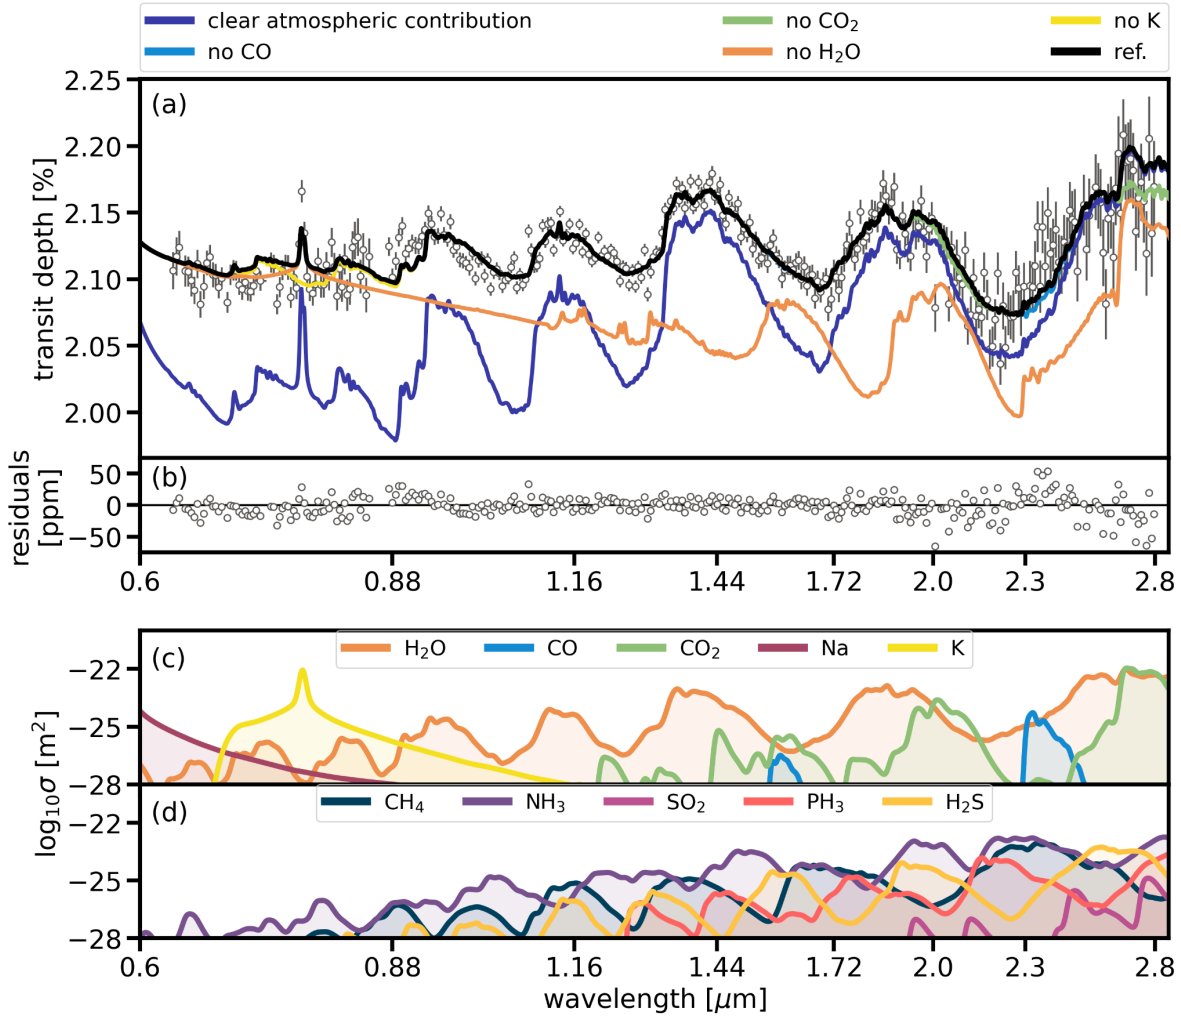 clear atmospheric contribution
no CO
no CO₂
no H₂O
no K
ref.
(a)
2.25
2.20
2.15
2.10
2.05
2.00
transit depth [%]
(b)
50
0
−50
residuals
[ppm]
0.6 0.88 1.16 1.44 1.72 2.0 2.3 2.8
(c)
H₂O CO CO₂ Na K
−22
−25
−28
log₁₀σ [m²]
(d)
CH₄ NH₃ SO₂ PH₃ H₂S
−22
−25
−28
0.6 0.88 1.16 1.44 1.72 2.0 2.3 2.8
wavelength [μm]